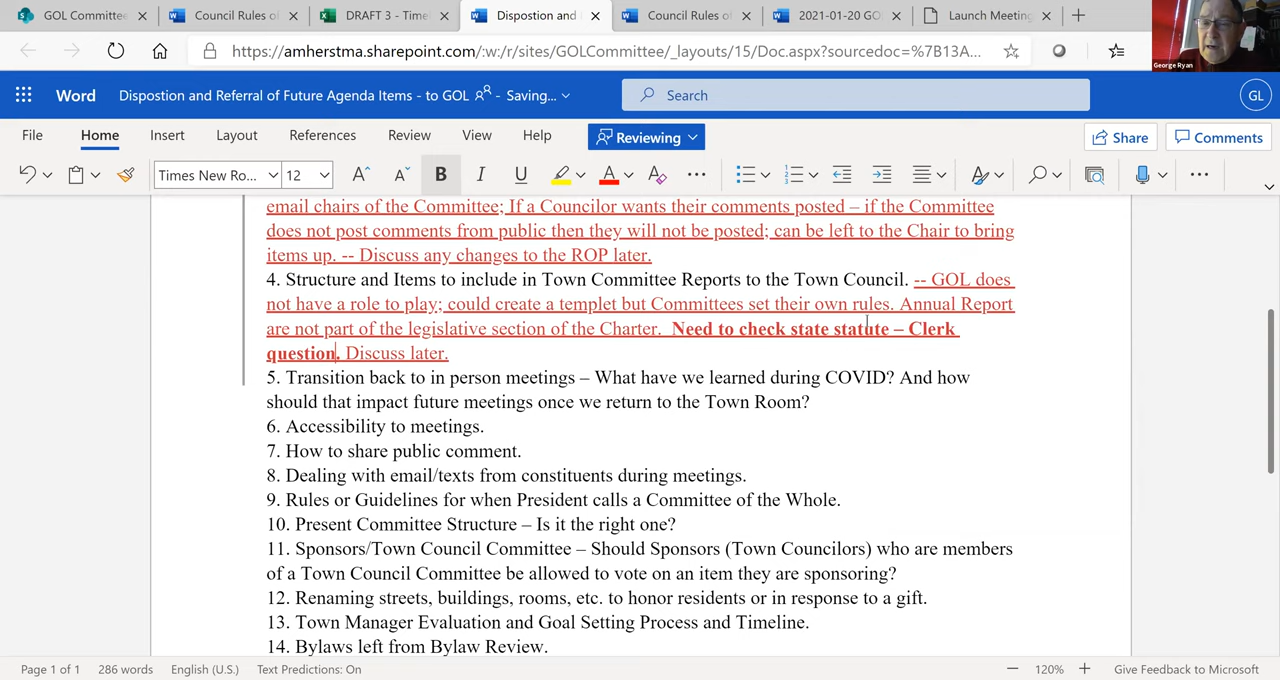 GOL Committee
Council Rules of
DRAFT 3 - Timel
Dispostion and
Council Rules of
2021-01-20 GO
Launch Meeting
George Ryan
https://amherstma.sharepoint.com/:w:/r/sites/GOLCommittee/_layouts/15/Doc.aspx?sourcedoc=%7B13A...
Word
Dispostion and Referral of Future Agenda Items - to GOL - Saving...
Search
GL
File
Home
Insert
Layout
References
Review
View
Help
Reviewing
Share
Comments
Times New Ro...
12
email chairs of the Committee; If a Councilor wants their comments posted – if the Committee
does not post comments from public then they will not be posted; can be left to the Chair to bring
items up. -- Discuss any changes to the ROP later.
4. Structure and Items to include in Town Committee Reports to the Town Council. -- GOL does
not have a role to play; could create a templet but Committees set their own rules. Annual Report
are not part of the legislative section of the Charter. Need to check state statute – Clerk
question. Discuss later.
5. Transition back to in person meetings – What have we learned during COVID? And how
should that impact future meetings once we return to the Town Room?
6. Accessibility to meetings.
7. How to share public comment.
8. Dealing with email/texts from constituents during meetings.
9. Rules or Guidelines for when President calls a Committee of the Whole.
10. Present Committee Structure – Is it the right one?
11. Sponsors/Town Council Committee – Should Sponsors (Town Councilors) who are members
of a Town Council Committee be allowed to vote on an item they are sponsoring?
12. Renaming streets, buildings, rooms, etc. to honor residents or in response to a gift.
13. Town Manager Evaluation and Goal Setting Process and Timeline.
14. Bylaws left from Bylaw Review.
Page 1 of 1
286 words
English (U.S.)
Text Predictions: On
120%
Give Feedback to Microsoft